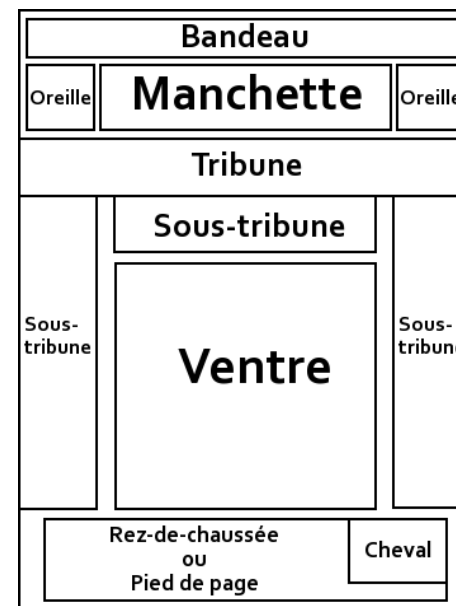 Bandeau
Oreille
Manchette
Oreille
Tribune
Sous-tribune
Sous-
tribune
Ventre
Sous-
tribune
Rez-de-chaussée
ou
Pied de page
Cheval